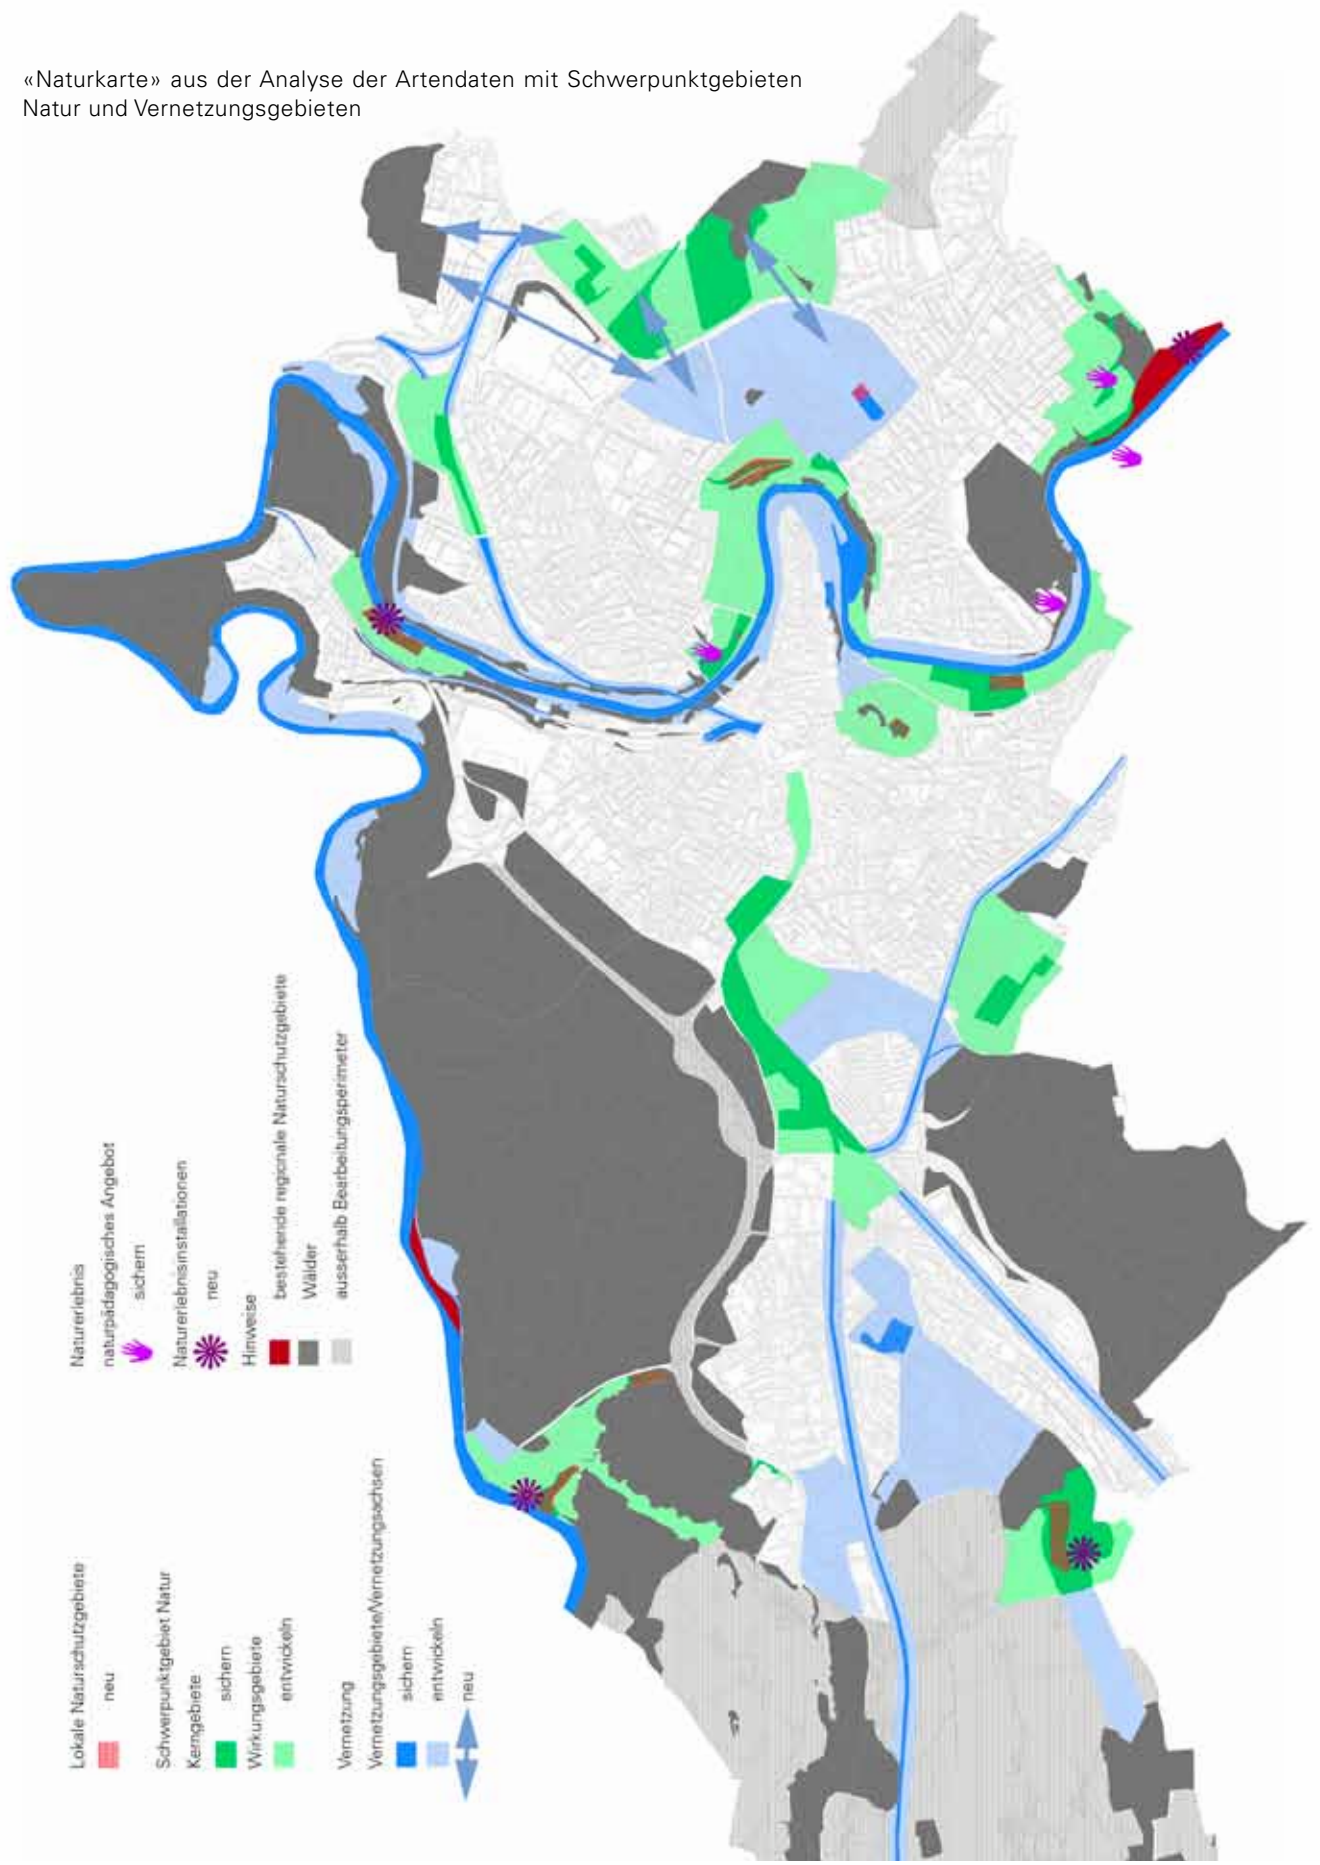 «Naturkarte» aus der Analyse der Artendaten mit Schwerpunktgebieten
Natur und Vernetzungsgebieten
Lokale Naturschutzgebiete
neu
Schwerpunktgebiet Natur
Kerngebiete
sichern
Wirkungsgebiete
entwickeln
Vernetzung
Vernetzungsgebiete/Vernetzungsachsen
sichern
entwickeln
neu
Naturerlebnis
naturpädagogisches Angebot
sichern
Naturerlebnisinstallationen
neu
Hinweise
bestehende regionale Naturschutzgebiete
Wälder
ausserhalb Bearbeitungsperimeter